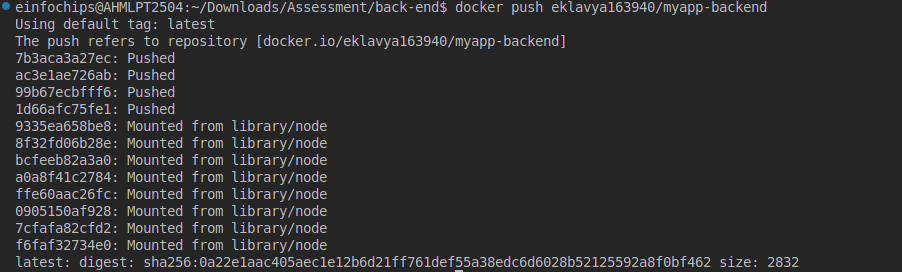 einfochips@AHMLPT2504:~/Downloads/Assessment/back-end$ docker push eklavya163940/myapp-backend
Using default tag: latest
The push refers to repository [docker.io/eklavya163940/myapp-backend]
7b3aca3a27ec: Pushed
ac3e1ae726ab: Pushed
99b67ecbfff6: Pushed
1d66afc75fe1: Pushed
9335ea658be8: Mounted from library/node
8f32fd06b28e: Mounted from library/node
bcfeeb82a3a0: Mounted from library/node
a0a8f41c2784: Mounted from library/node
ffe60aac26fc: Mounted from library/node
0905150af928: Mounted from library/node
7cfafa82cfd2: Mounted from library/node
f6faf32734e0: Mounted from library/node
latest: digest: sha256:0a22e1aac405aec1e12b6d21ff761def55a38edc6d6028b52125592a8f0bf462 size: 2832